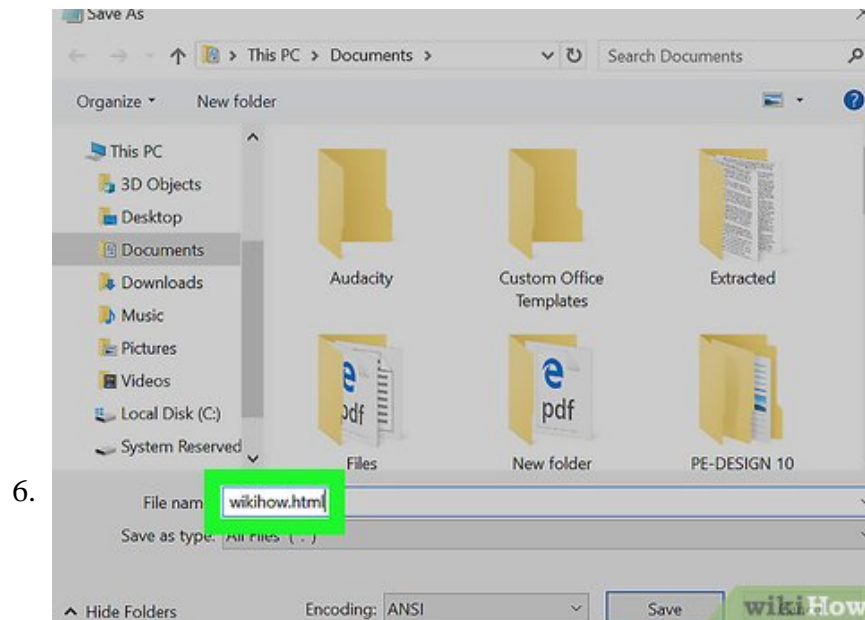 Save As
This PC > Documents >
Search Documents
Organize
New folder
This PC
3D Objects
Desktop
Documents
Downloads
Music
Pictures
Videos
Local Disk (C:)
System Reserved
Audacity
Custom Office
Templates
Extracted
pdf
Files
pdf
New folder
PE-DESIGN 10
6.
File nam
wikihow.html
Save as type: All Files (*.*)
Hide Folders
Encoding: ANSI
Save
wikiHow